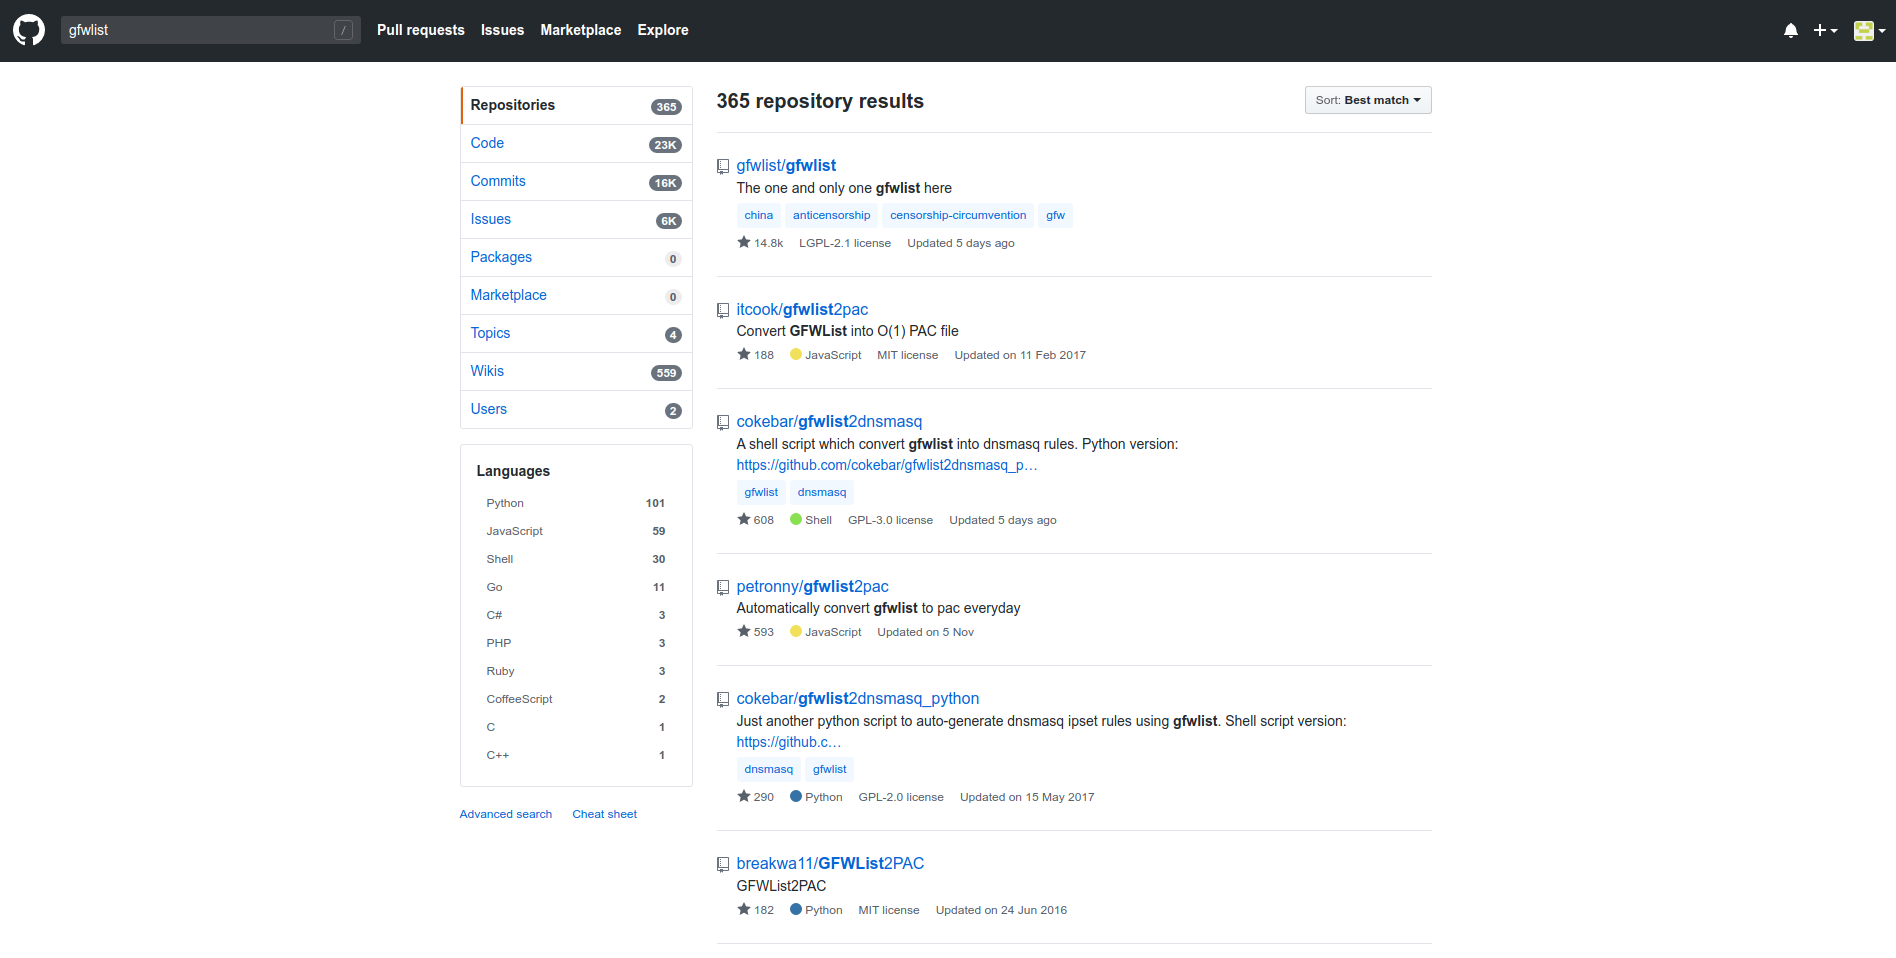 gfwlist /
Pull requests Issues Marketplace Explore
Repositories 365
Code 23K
Commits 16K
Issues 6K
Packages 0
Marketplace 0
Topics 4
Wikis 559
Users 2
Languages
Python 101
JavaScript 59
Shell 30
Go 11
C# 3
PHP 3
Ruby 3
CoffeeScript 2
C 1
C++ 1
Advanced search Cheat sheet
365 repository results
Sort: Best match
gfwlist/gfwlist
The one and only one gfwlist here
china anticensorship censorship-circumvention gfw
14.8k LGPL-2.1 license Updated 5 days ago
itcook/gfwlist2pac
Convert GFWList into O(1) PAC file
188 JavaScript MIT license Updated on 11 Feb 2017
cokebar/gfwlist2dnsmasq
A shell script which convert gfwlist into dnsmasq rules. Python version:
https://github.com/cokebar/gfwlist2dnsmasq_p…
gfwlist dnsmasq
608 Shell GPL-3.0 license Updated 5 days ago
petronny/gfwlist2pac
Automatically convert gfwlist to pac everyday
593 JavaScript Updated on 5 Nov
cokebar/gfwlist2dnsmasq_python
Just another python script to auto-generate dnsmasq ipset rules using gfwlist. Shell script version:
https://github.c…
dnsmasq gfwlist
290 Python GPL-2.0 license Updated on 15 May 2017
breakwa11/GFWList2PAC
GFWList2PAC
182 Python MIT license Updated on 24 Jun 2016